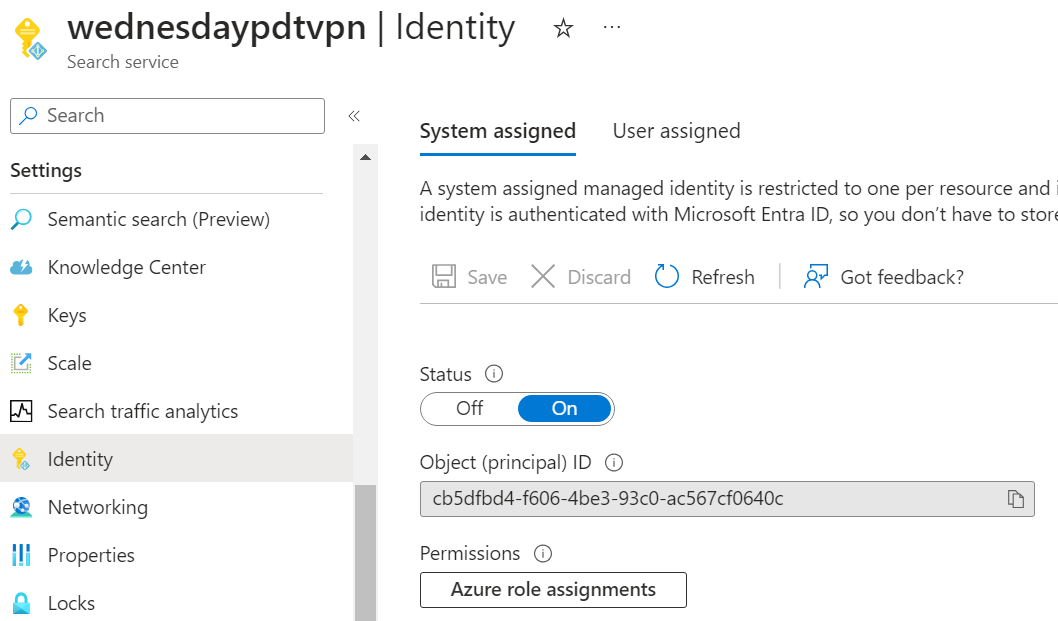 wednesdaypdtvpn | Identity
Search service
Search
Settings
Semantic search (Preview)
Knowledge Center
Keys
Scale
Search traffic analytics
Identity
Networking
Properties
Locks
System assigned
User assigned
A system assigned managed identity is restricted to one per resource and i
identity is authenticated with Microsoft Entra ID, so you don’t have to store
Save
Discard
Refresh
Got feedback?
Status
Off
On
Object (principal) ID
cb5dfbd4-f606-4be3-93c0-ac567cf0640c
Permissions
Azure role assignments